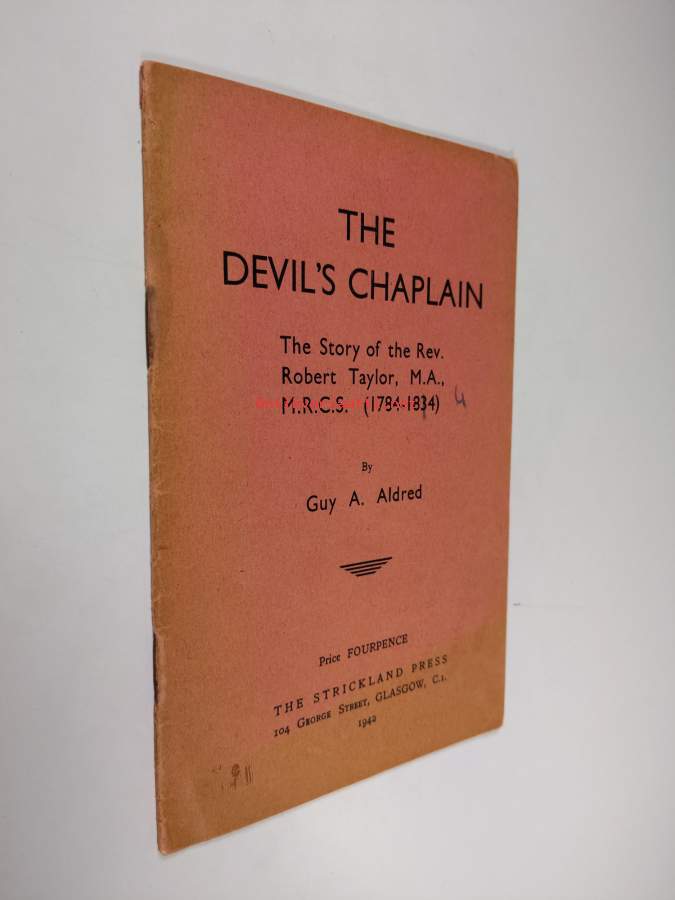 THE
DEVIL'S CHAPLAIN
The Story of the Rev.
Robert Taylor, M.A.,
M.R.C.S. (1784-1834)
4
By
Guy A. Aldred
Price FOURPENCE
THE STRICKLAND PRESS
104 GEORGE STREET, GLASGOW, C.1.
1942